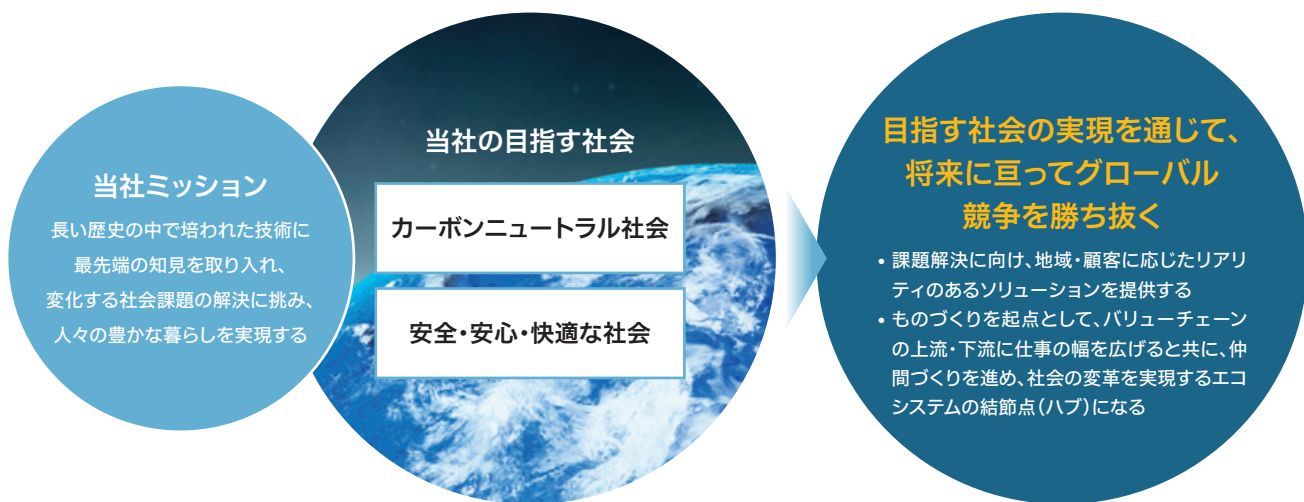 当社ミッション
長い歴史の中で培われた技術に
最先端の知見を取り入れ、
変化する社会課題の解決に挑み、
人々の豊かな暮らしを実現する
当社の目指す社会
カーボンニュートラル社会
安全・安心・快適な社会
目指す社会の実現を通じて、
将来に亘ってグローバル
競争を勝ち抜く
• 課題解決に向け、地域・顧客に応じたリアリ
ティのあるソリューションを提供する
• ものづくりを起点として、バリューチェーン
の上流・下流に仕事の幅を広げると共に、仲
間づくりを進め、社会の変革を実現するエコ
システムの結節点(ハブ)になる